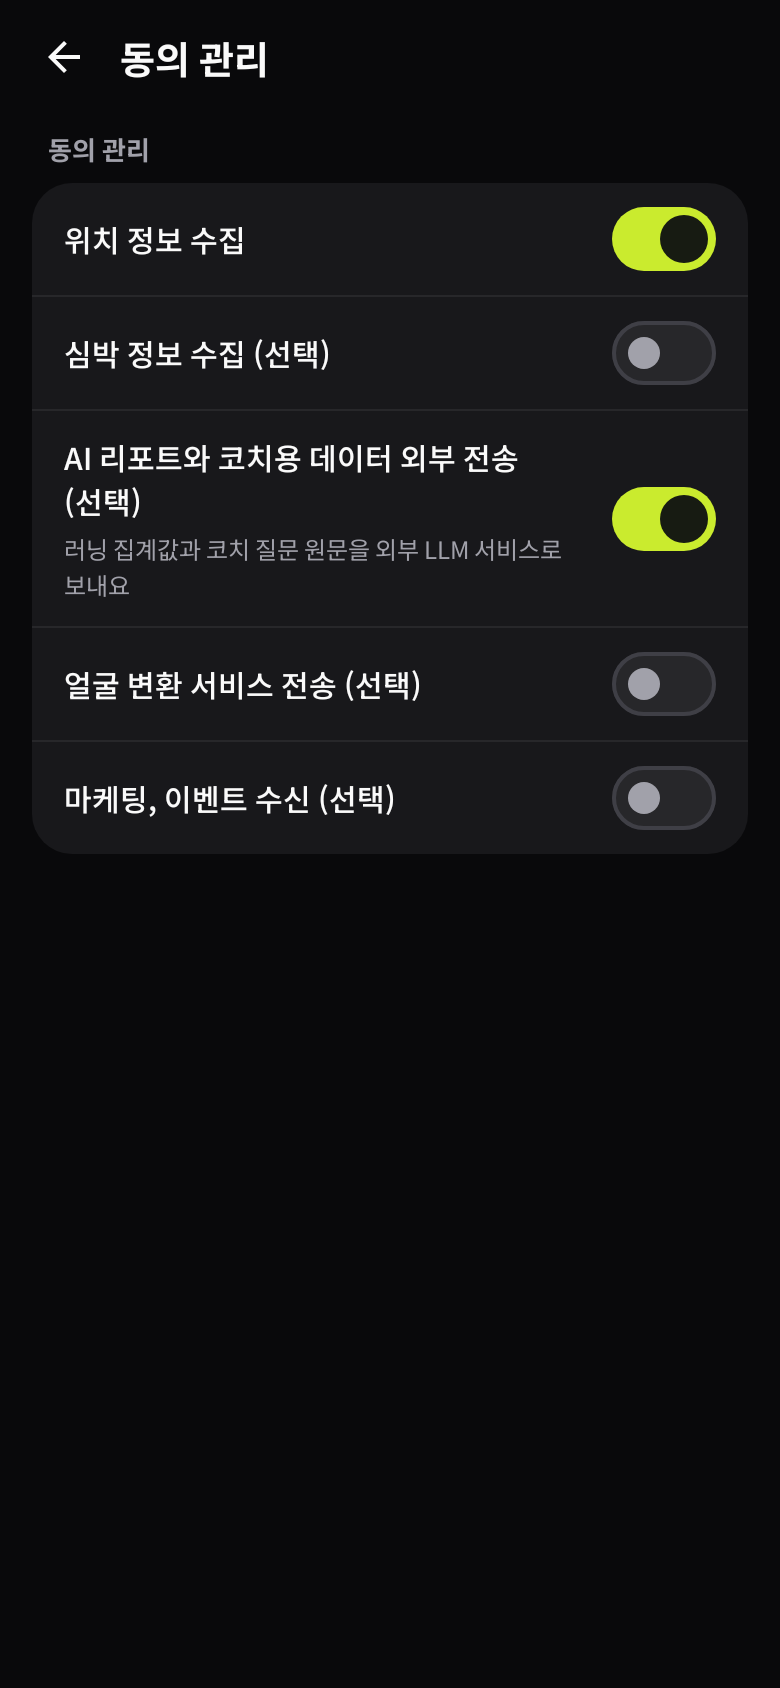 동의 관리
동의 관리
위치 정보 수집
심박 정보 수집 (선택)
AI 리포트와 코치용 데이터 외부 전송
(선택)
러닝 집계값과 코치 질문 원문을 외부 LLM 서비스로
보내요
얼굴 변환 서비스 전송 (선택)
마케팅, 이벤트 수신 (선택)